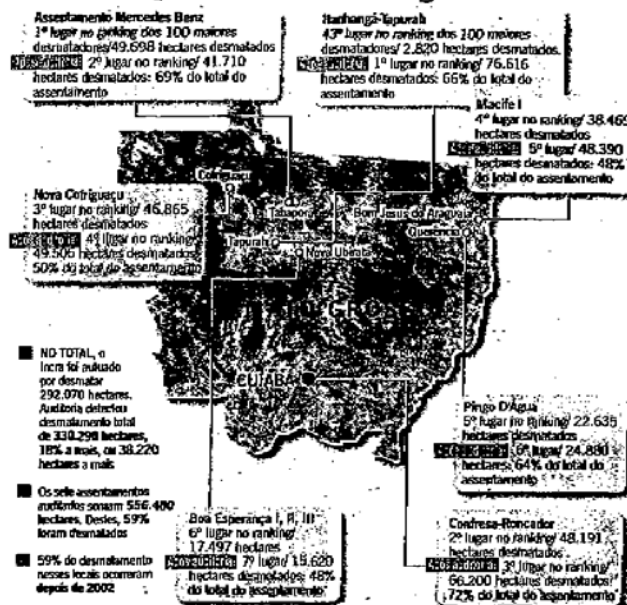 Assentamento Mercedes Benz
1º lugar no ranking dos 100 maiores
desmatadores/49.698 hectares desmatados
2º lugar no ranking/ 41.710
hectares desmatados: 69% do total do
assentamento
Itanhangá-Tapurah
43º lugar no ranking dos 100 maiores
desmatadores/ 2.820 hectares desmatados.
1º lugar no ranking/ 76.616
hectares desmatados: 66% do total do
assentamento
Macife I
4º lugar no ranking/ 38.469
hectares desmatados
5º lugar/ 48.390
hectares desmatados: 48%
do total do assentamento
Nova Cotriguaçu
3º lugar no ranking/ 46.865
hectares desmatados
4º lugar no ranking/
49.506 hectares desmatados
50% do total do assentamento
Cotriguaçu
Tabaporã
Bom Jesus do Araguaia
Querência
Tapurah
Nova Ubiratã
CUIABÁ
NO TOTAL, o
Incra foi autuado
por desmatar
292.070 hectares.
Auditoria detectou
desmatamento total
de 330.290 hectares,
18% a mais, ou 38.220
hectares a mais
Os sete assentamentos
auditados somam 556.480
hectares. Destes, 59%
foram desmatados
59% do desmatamento
nesses locais ocorreram
depois de 2002
Boa Esperança I, II, III
6º lugar no ranking/
17.497 hectares
7º lugar/ 15.620
hectares desmatados: 48%
do total do assentamento
Pingo D'Água
5º lugar no ranking/ 22.635
hectares desmatados
6º lugar/ 24.880
hectares: 64% do total do
assentamento
Confresa-Roncador
2º lugar no ranking/ 48.191
hectares desmatados
3º lugar no ranking/
66.200 hectares desmatados:
72% do total do assentamento